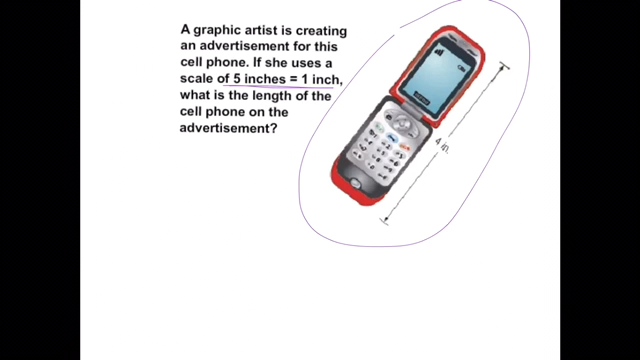 A graphic artist is creating
an advertisement for this
cell phone. If she uses a
scale of 5 inches = 1 inch,
what is the length of the
cell phone on the
advertisement?
4 in.